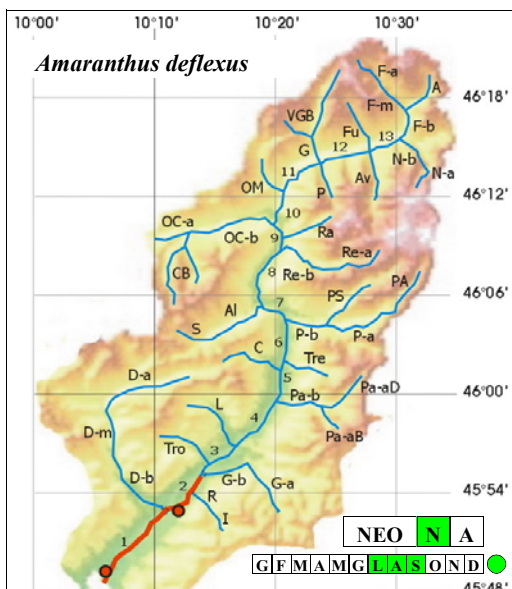 10°00' 10°10' 10°20' 10°30'
Amaranthus deflexus
F-a
A
46°18'
VGB
F-m
F-b
Fu
13
G
12
N-b
11
N-a
OM
P
Av
46°12'
10
OC-a
Ra
OC-b
9
Re-a
8
Re-b
CB
PA
46°06'
PS
7
Al
S
P-b
6
P-a
C
Tre
D-a
5
46°00'
Pa-b
Pa-aD
L
4
D-m
Pa-aB
Tro
3
D-b
G-b
G-a
45°54'
2
R
I
1
NEO N A
G F M A M G L A S O N D
45°48'